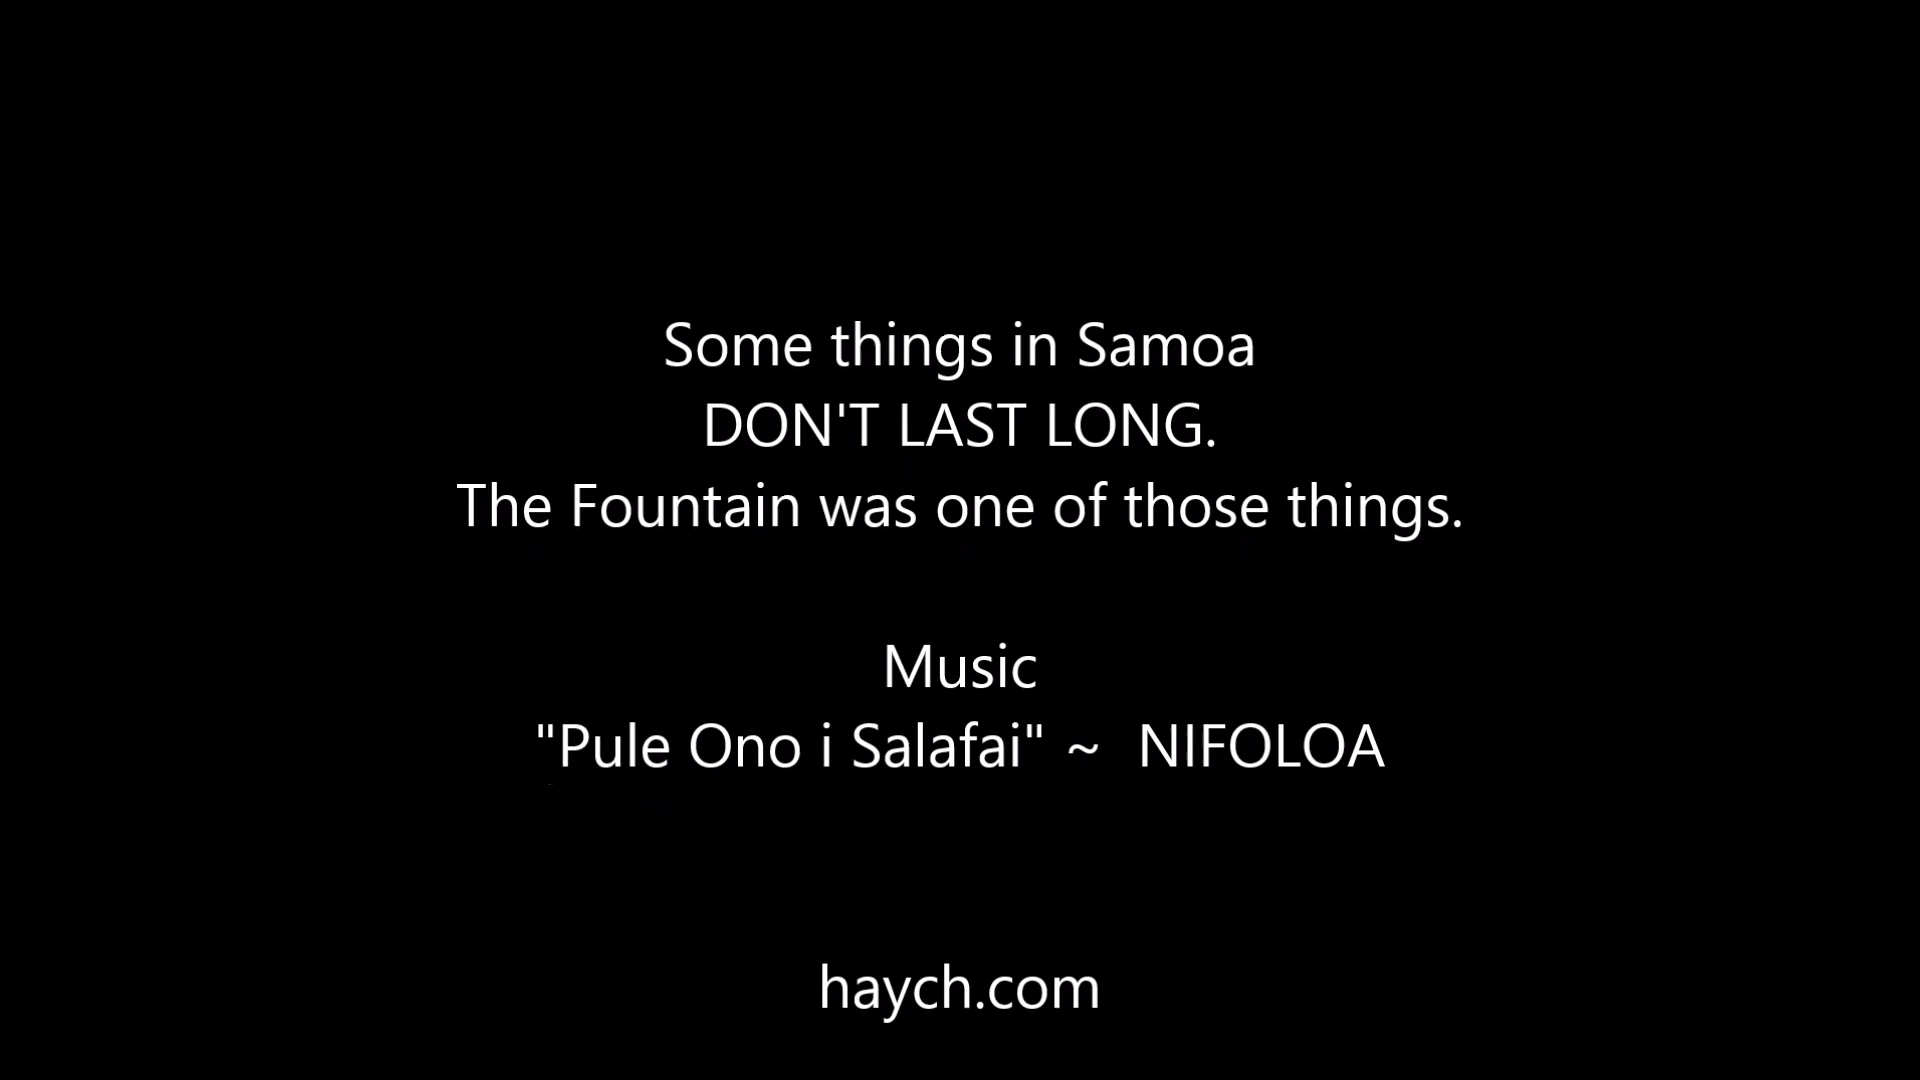 Some things in Samoa
DON'T LAST LONG.
The Fountain was one of those things.
Music
"Pule Ono i Salafai" ~  NIFOLOA
haych.com